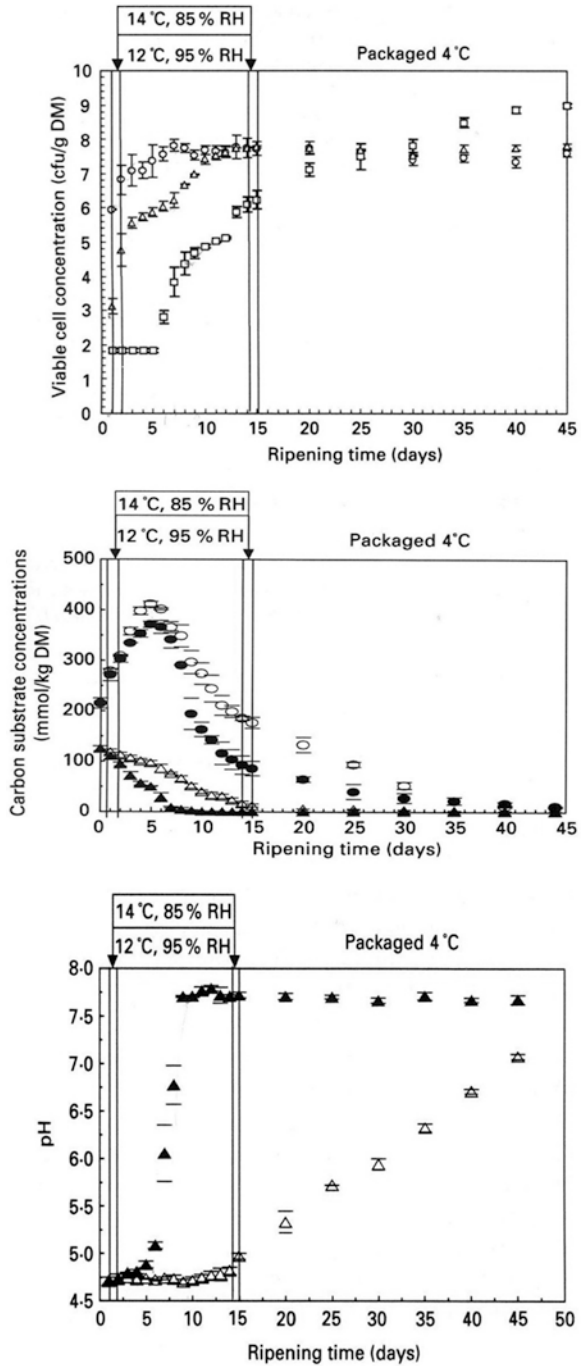 14 °C, 85 % RH
12 °C, 95 % RH
Packaged 4 °C
Viable cell concentration (cfu/g DM)
10
9
8
7
6
5
4
3
2
1
0
0 5 10 15 20 25 30 35 40 45
Ripening time (days)
14 °C, 85 % RH
12 °C, 95 % RH
Packaged 4 °C
Carbon substrate concentrations
(mmol/kg DM)
500
400
300
200
100
0
0 5 10 15 20 25 30 35 40 45
Ripening time (days)
14 °C, 85 % RH
12 °C, 95 % RH
Packaged 4 °C
pH
8·0
7·5
7·0
6·5
6·0
5·5
5·0
4·5
0 5 10 15 20 25 30 35 40 45 50
Ripening time (days)